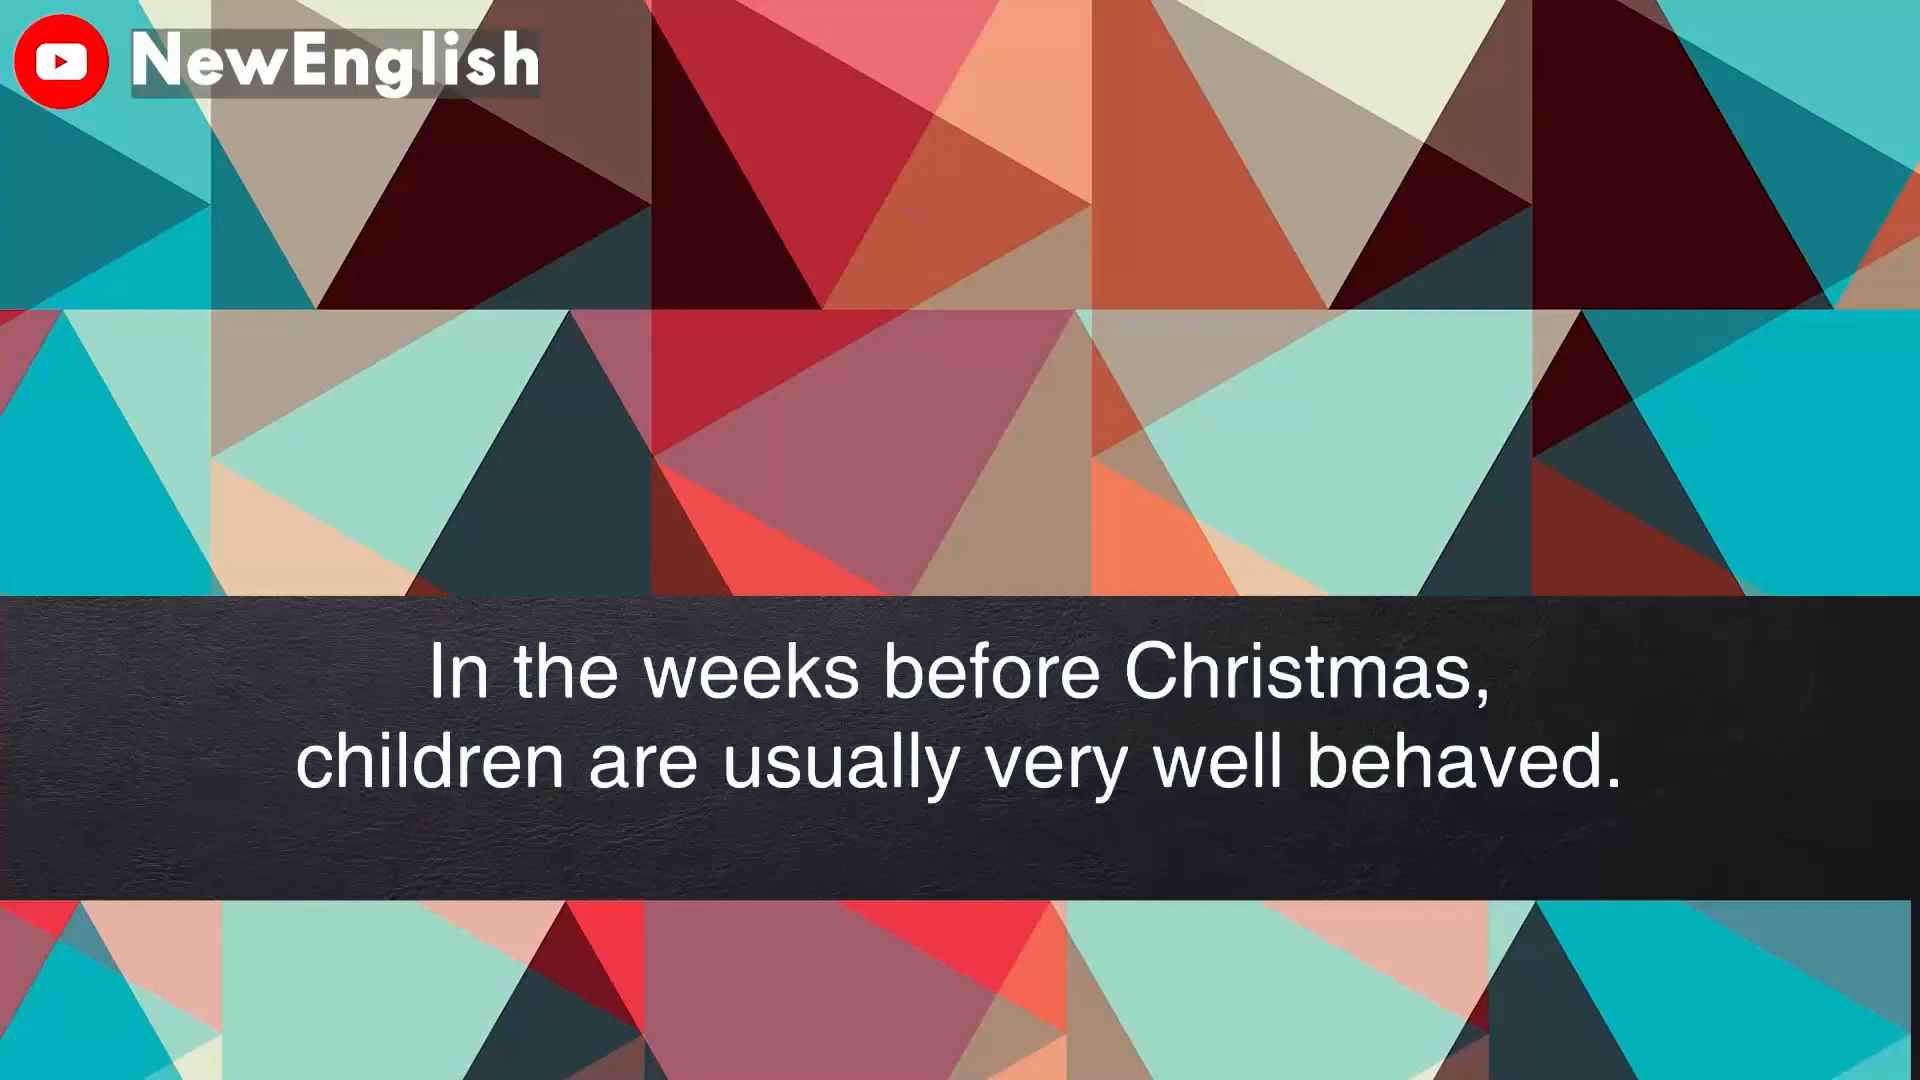 NewEnglish
In the weeks before Christmas,
children are usually very well behaved.